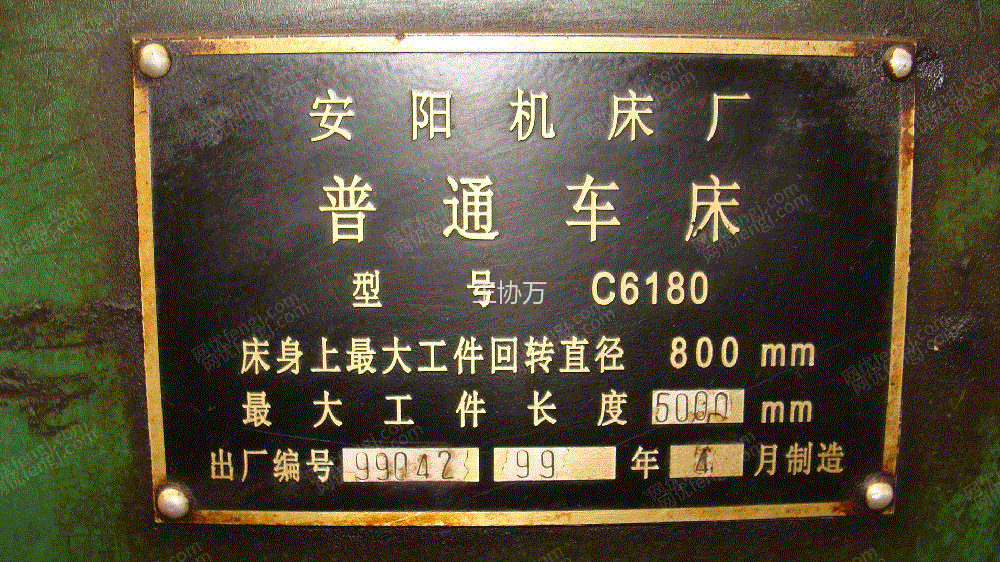 安阳机床厂
普通车床
型号 C6180
床身上最大工件回转直径 800 mm
最大工件长度 5000 mm
出厂编号 99042 99 年 4 月制造